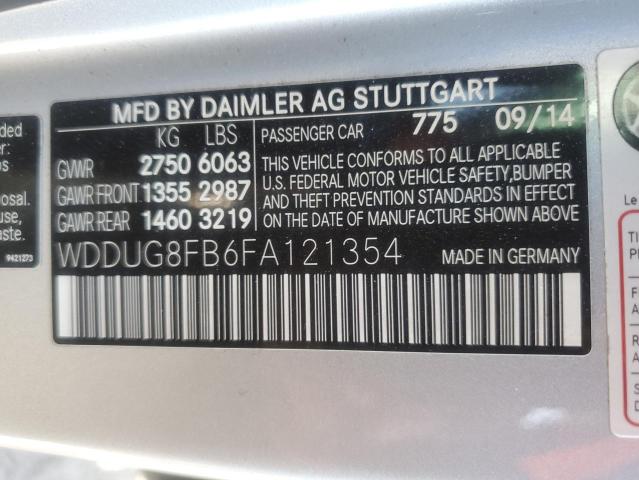 MFD BY DAIMLER AG STUTTGART
KG LBS
GVWR 2750 6063
GAWR FRONT 1355 2987
GAWR REAR 1460 3219
PASSENGER CAR 775 09/14
THIS VEHICLE CONFORMS TO ALL APPLICABLE
U.S. FEDERAL MOTOR VEHICLE SAFETY,BUMPER
AND THEFT PREVENTION STANDARDS IN EFFECT
ON THE DATE OF MANUFACTURE SHOWN ABOVE.
WDDUG8FB6FA121354 MADE IN GERMANY
9421273
Le